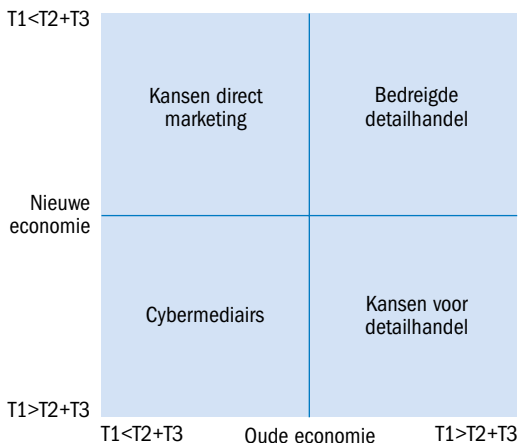 T1<T2+T3
Kansen direct
marketing
Bedreigde
detailhandel
Nieuwe
economie
Cybermediairs
Kansen voor
detailhandel
T1>T2+T3
T1<T2+T3
Oude economie
T1>T2+T3